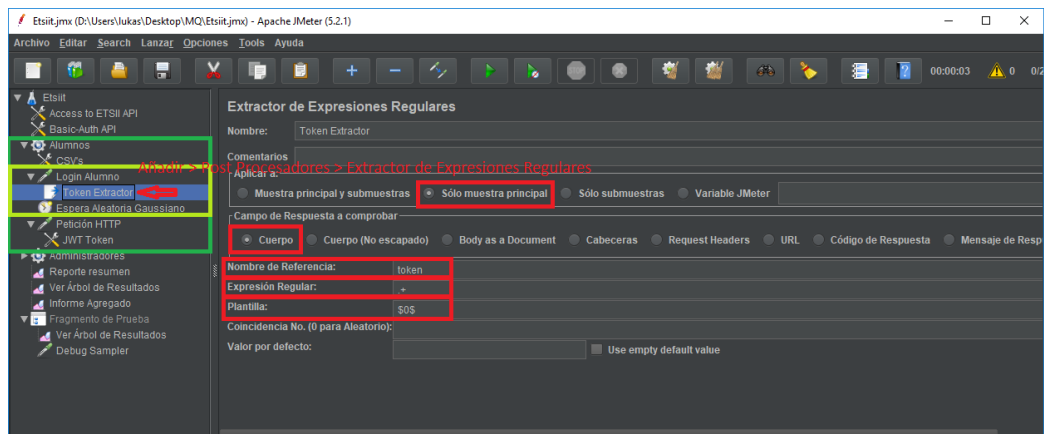 Etsiit.jmx (D:\Users\lukas\Desktop\MQ\Etsiit.jmx) - Apache JMeter (5.2.1)
Archivo Editar Search Lanzar Opciones Tools Ayuda
00:00:03 0 0/2
Etsiit
Access to ETSII API
Basic-Auth API
Alumnos
CSV's
Login Alumno
Token Extractor
Espera Aleatoria Gaussiano
Petición HTTP
JWT Token
Administradores
Reporte resumen
Ver Árbol de Resultados
Informe Agregado
Fragmento de Prueba
Ver Árbol de Resultados
Debug Sampler
Extractor de Expresiones Regulares
Nombre: Token Extractor
Comentarios
Añadir > Post Procesadores > Extractor de Expresiones Regulares
Aplicar a:
Muestra principal y submuestras Sólo muestra principal Sólo submuestras Variable JMeter
Campo de Respuesta a comprobar
Cuerpo Cuerpo (No escapado) Body as a Document Cabeceras Request Headers URL Código de Respuesta Mensaje de Resp
Nombre de Referencia: token
Expresión Regular: .+
Plantilla: $0$
Coincidencia No. (0 para Aleatorio):
Valor por defecto: Use empty default value